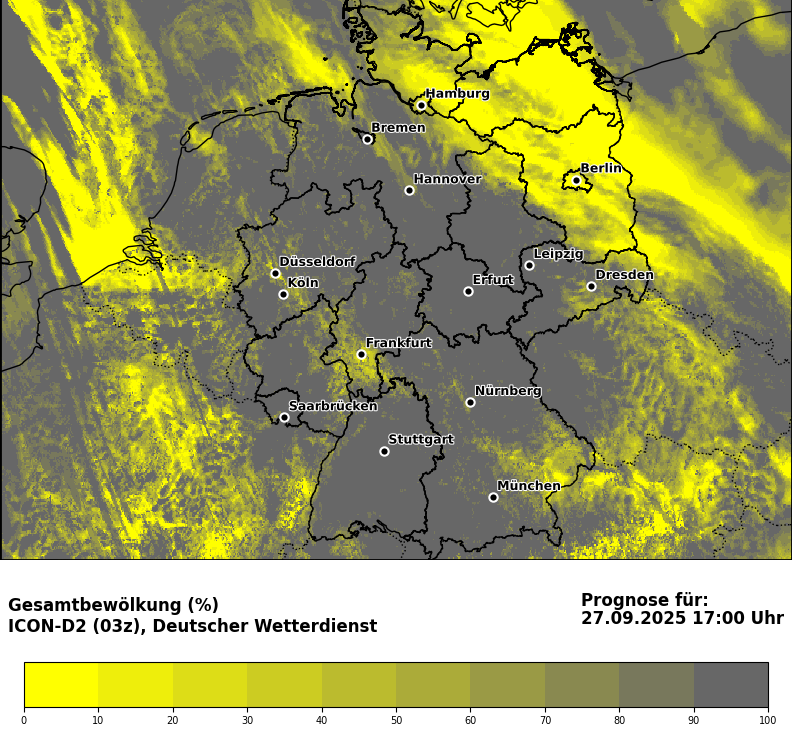 Hamburg
Bremen
Berlin
Hannover
Leipzig
Düsseldorf
Dresden
Köln
Erfurt
Frankfurt
Nürnberg
Saarbrücken
Stuttgart
München
Gesamtbewölkung (%)
ICON-D2 (03z), Deutscher Wetterdienst
Prognose für:
27.09.2025 17:00 Uhr
0 10 20 30 40 50 60 70 80 90 100